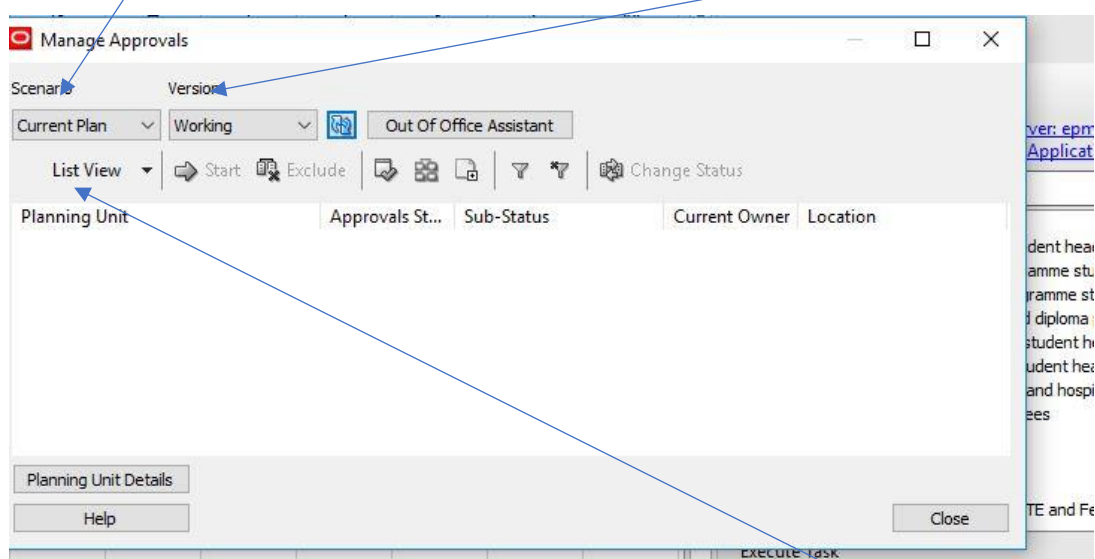 Manage Approvals
Scenario Version
Current Plan Working Out Of Office Assistant
ver: epm
Applicat
List View Start Exclude Change Status
Planning Unit Approvals St... Sub-Status Current Owner Location
dent hea
amme stu
ramme st
diploma
student h
udent hea
and hospi
ees
Planning Unit Details
TE and Fe
Help Close
Execute Task